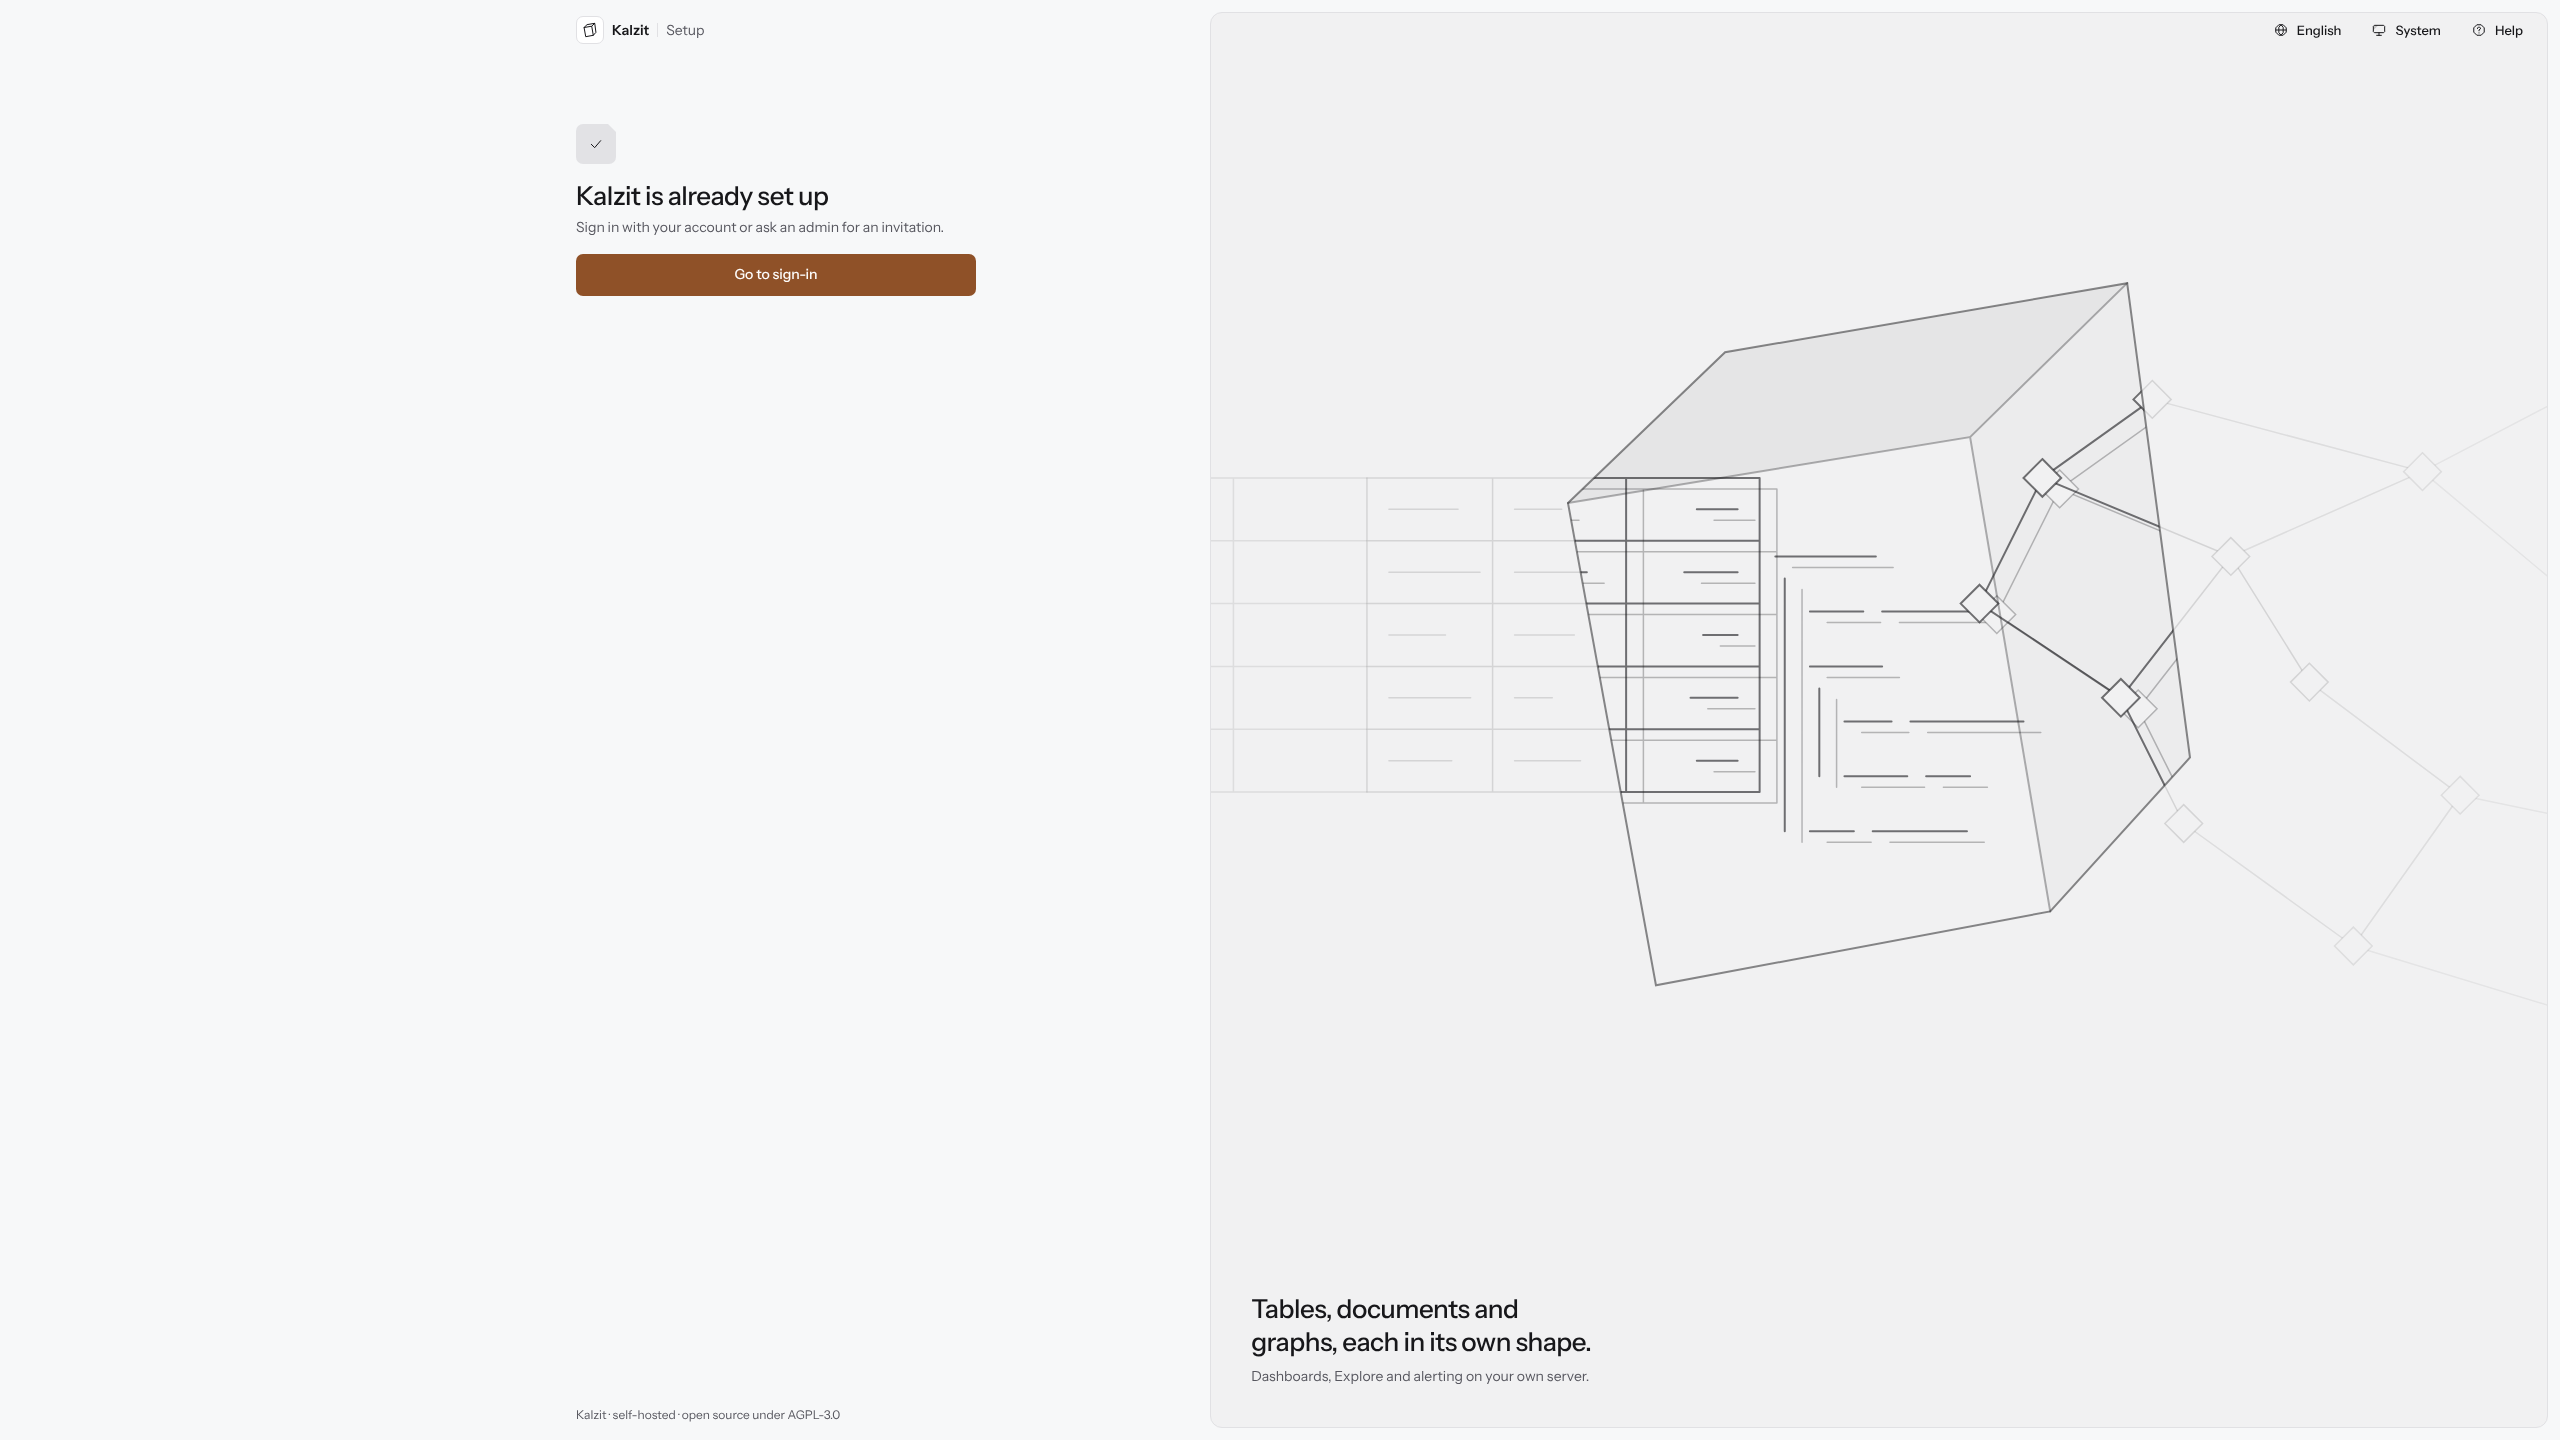 Kalzit
Setup
English
System
Help
Kalzit is already set up
Sign in with your account or ask an admin for an invitation.
Go to sign-in
Tables, documents and
graphs, each in its own shape.
Dashboards, Explore and alerting on your own server.
Kalzit · self-hosted · open source under AGPL-3.0